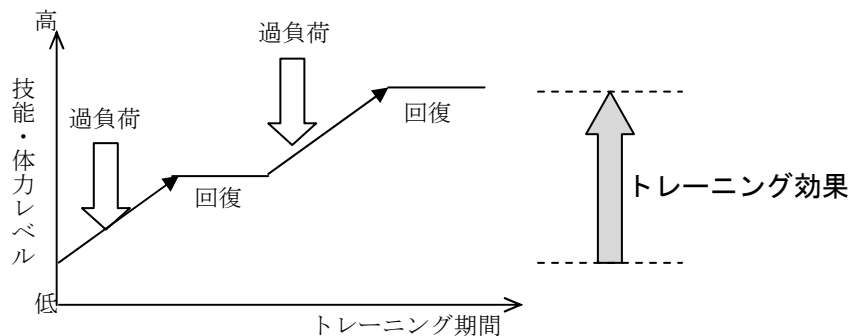 高
過負荷
技能・体力レベル
過負荷
回復
回復
トレーニング効果
低
トレーニング期間